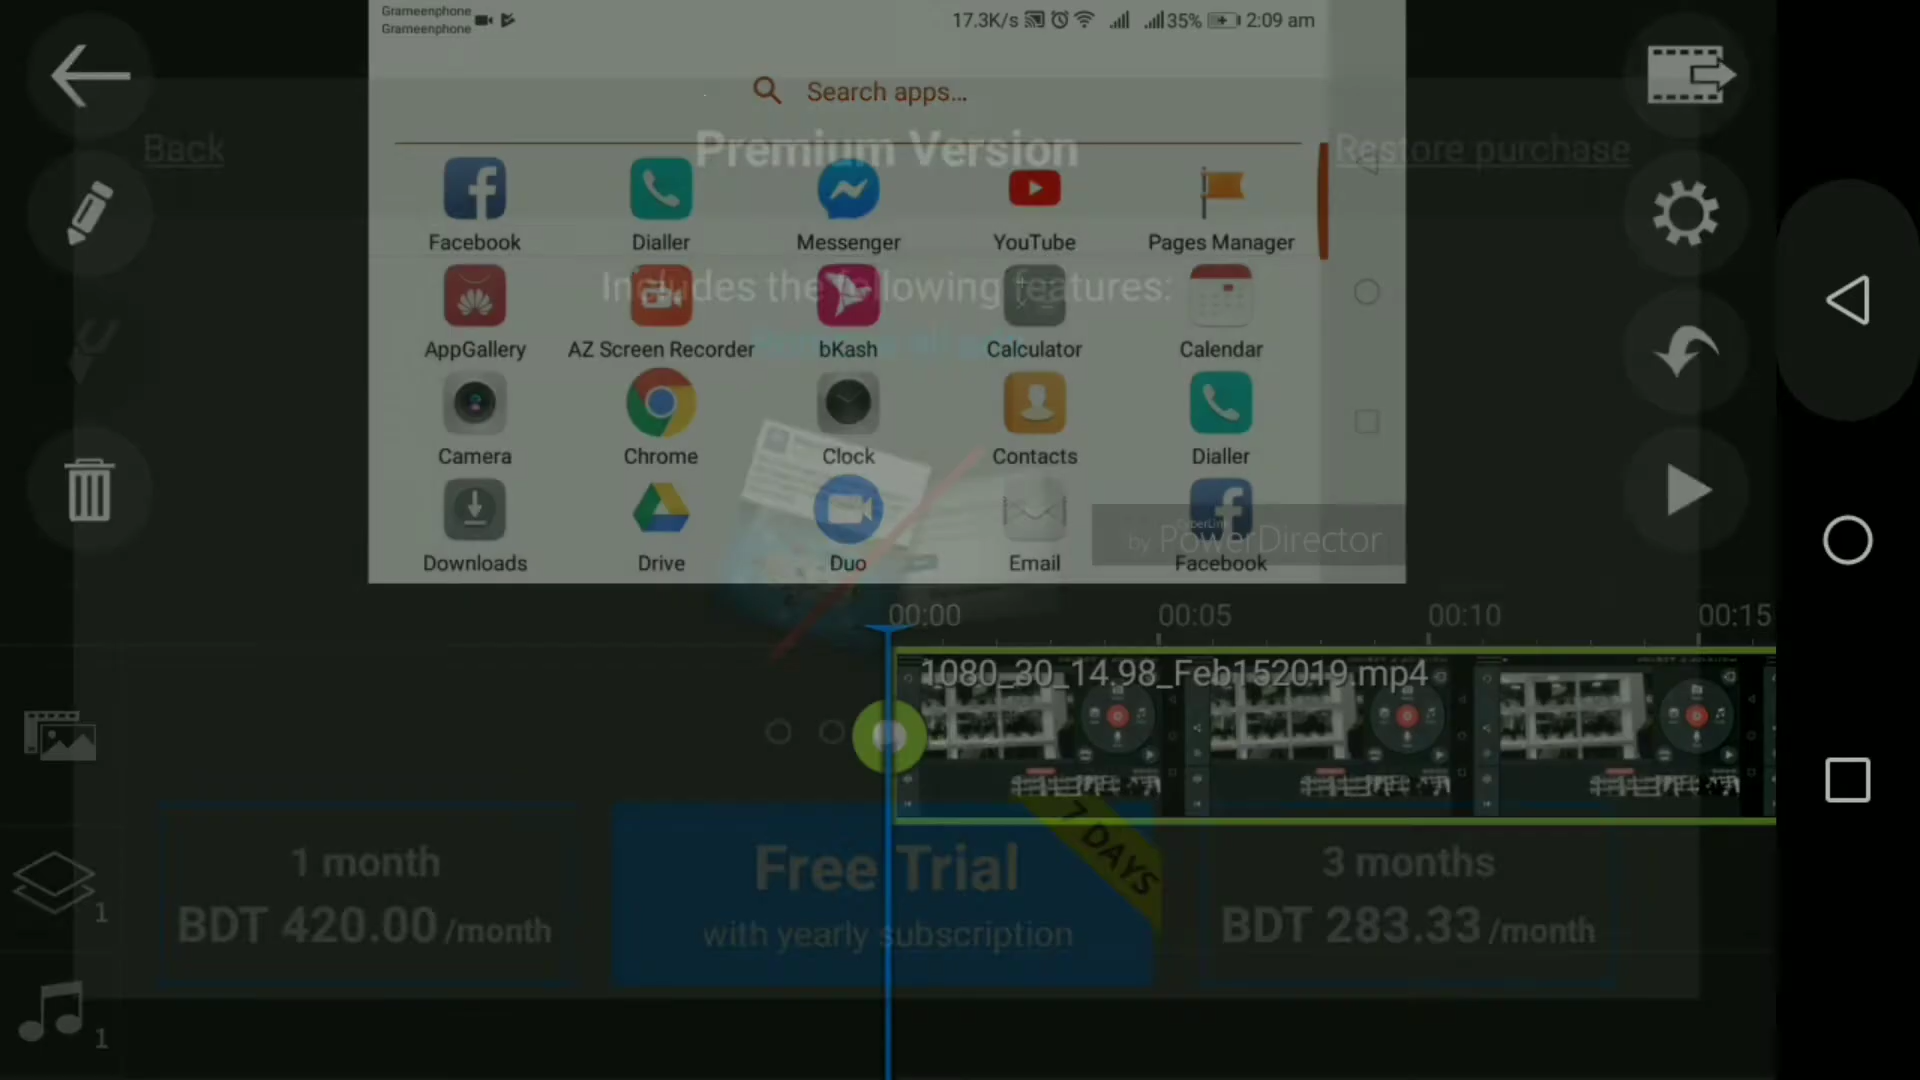 Grameenphone
Grameenphone
17.3K/s 35% 2:09 am
Search apps...
Back
Premium Version
Restore purchase
Facebook Dialler Messenger YouTube Pages Manager
Includes the following features:
AppGallery AZ Screen Recorder bKash Calculator Calendar
Camera Chrome Clock Contacts Dialler
CyberLink
by PowerDirector
Downloads Drive Duo Email Facebook
00:00 00:05 00:10 00:15
1080_30_14.98_Feb152019.mp4
7 DAYS
1 month
BDT 420.00/month
Free Trial
with yearly subscription
3 months
BDT 283.33/month
1
1